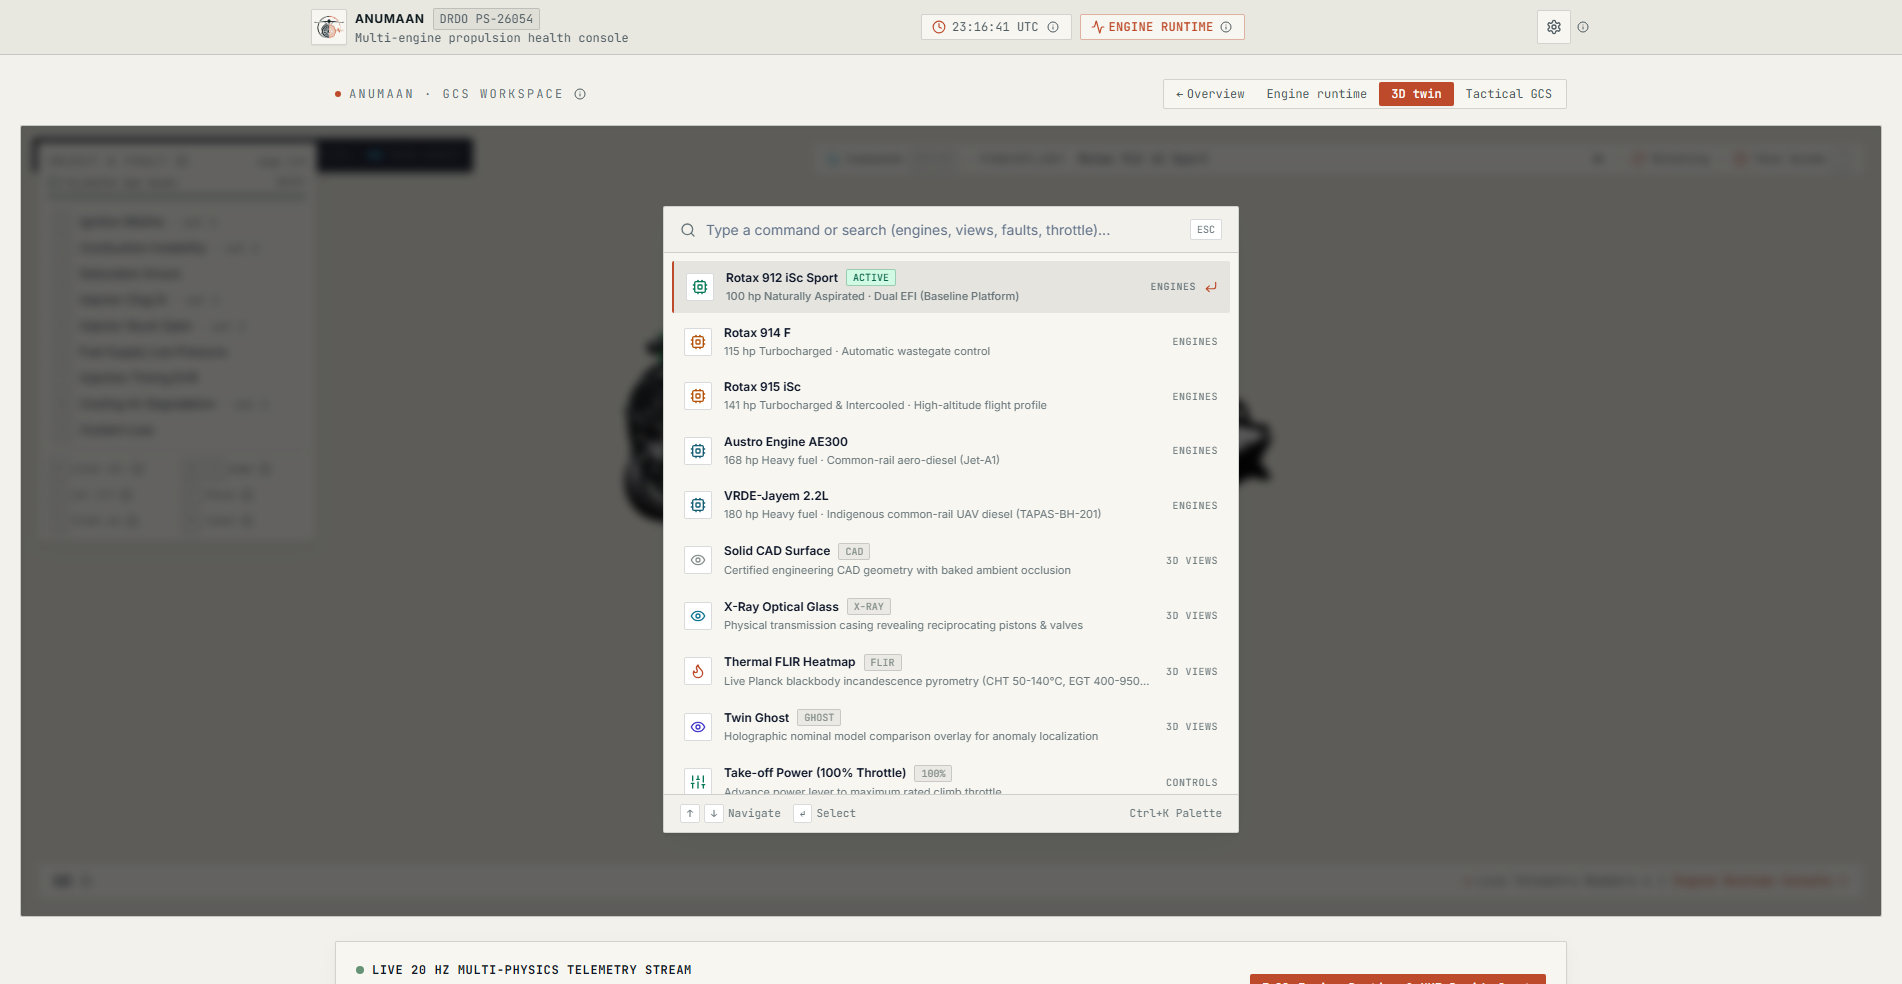 ANUMAAN DRDO PS-26054
Multi-engine propulsion health console
23:16:41 UTC
ENGINE RUNTIME
ANUMAAN · GCS WORKSPACE
← Overview Engine runtime 3D twin Tactical GCS
Type a command or search (engines, views, faults, throttle)...
ESC
Rotax 912 iSc Sport ACTIVE
100 hp Naturally Aspirated · Dual EFI (Baseline Platform)
ENGINES
Rotax 914 F
115 hp Turbocharged · Automatic wastegate control
ENGINES
Rotax 915 iSc
141 hp Turbocharged & Intercooled · High-altitude flight profile
ENGINES
Austro Engine AE300
168 hp Heavy fuel · Common-rail aero-diesel (Jet-A1)
ENGINES
VRDE-Jayem 2.2L
180 hp Heavy fuel · Indigenous common-rail UAV diesel (TAPAS-BH-201)
ENGINES
Solid CAD Surface CAD
Certified engineering CAD geometry with baked ambient occlusion
3D VIEWS
X-Ray Optical Glass X-RAY
Physical transmission casing revealing reciprocating pistons & valves
3D VIEWS
Thermal FLIR Heatmap FLIR
Live Planck blackbody incandescence pyrometry (CHT 50-140°C, EGT 400-950...
3D VIEWS
Twin Ghost GHOST
Holographic nominal model comparison overlay for anomaly localization
3D VIEWS
Take-off Power (100% Throttle) 100%
Advance power lever to maximum rated climb throttle
CONTROLS
↑ ↓ Navigate ↵ Select
Ctrl+K Palette
LIVE 20 HZ MULTI-PHYSICS TELEMETRY STREAM